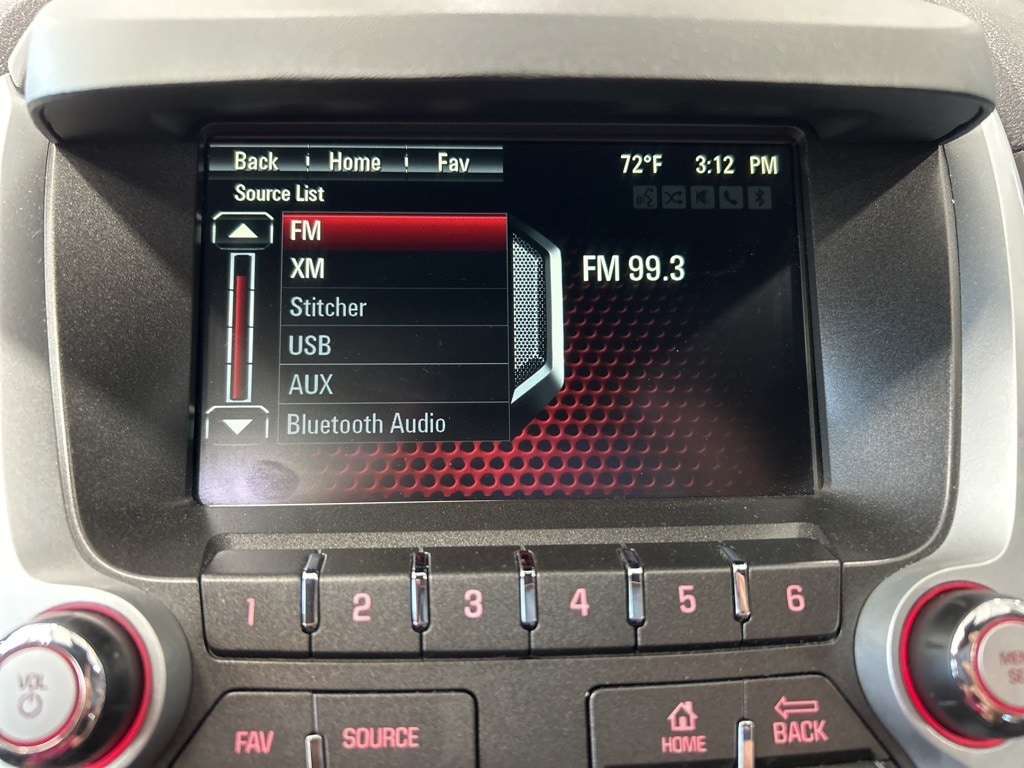 Back Home Fav 72°F 3:12 PM
Source List
FM
XM
Stitcher
USB
AUX
Bluetooth Audio
FM 99.3
1 2 3 4 5 6
VOL
FAV SOURCE
HOME
BACK